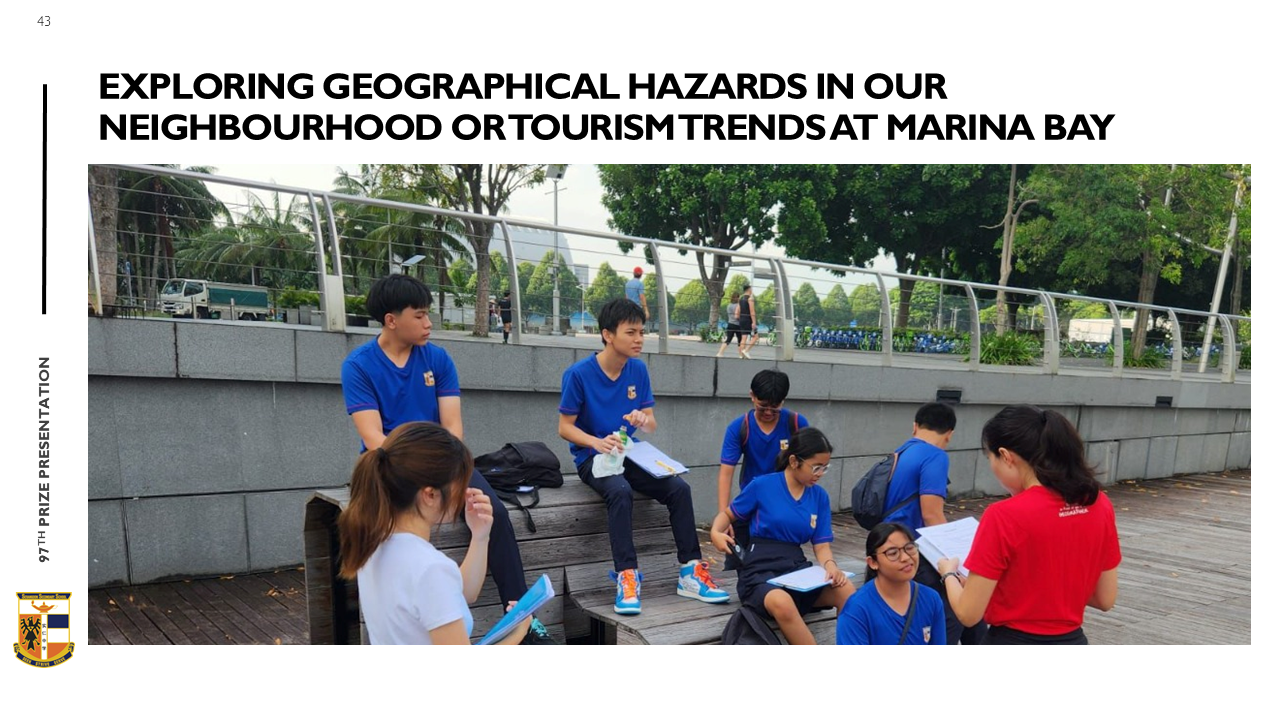 43
EXPLORING GEOGRAPHICAL HAZARDS IN OUR
NEIGHBOURHOOD OR TOURISM TRENDS AT MARINA BAY
97TH PRIZE PRESENTATION